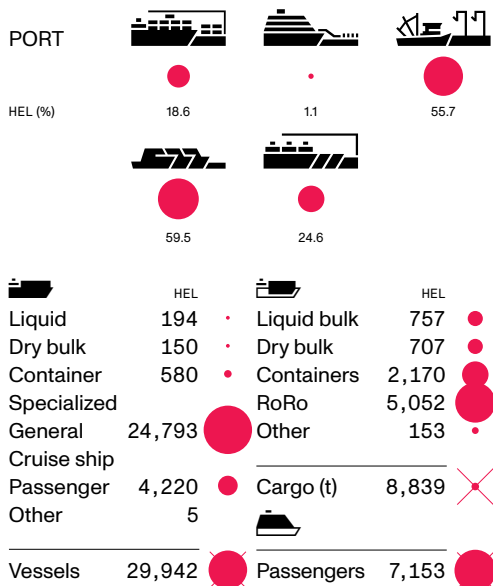 PORT
HEL (%) 18.6 1.1 55.7
59.5 24.6
HEL HEL
Liquid 194 Liquid bulk 757
Dry bulk 150 Dry bulk 707
Container 580 Containers 2,170
Specialized RoRo 5,052
General 24,793 Other 153
Cruise ship
Passenger 4,220 Cargo (t) 8,839
Other 5
Vessels 29,942 Passengers 7,153